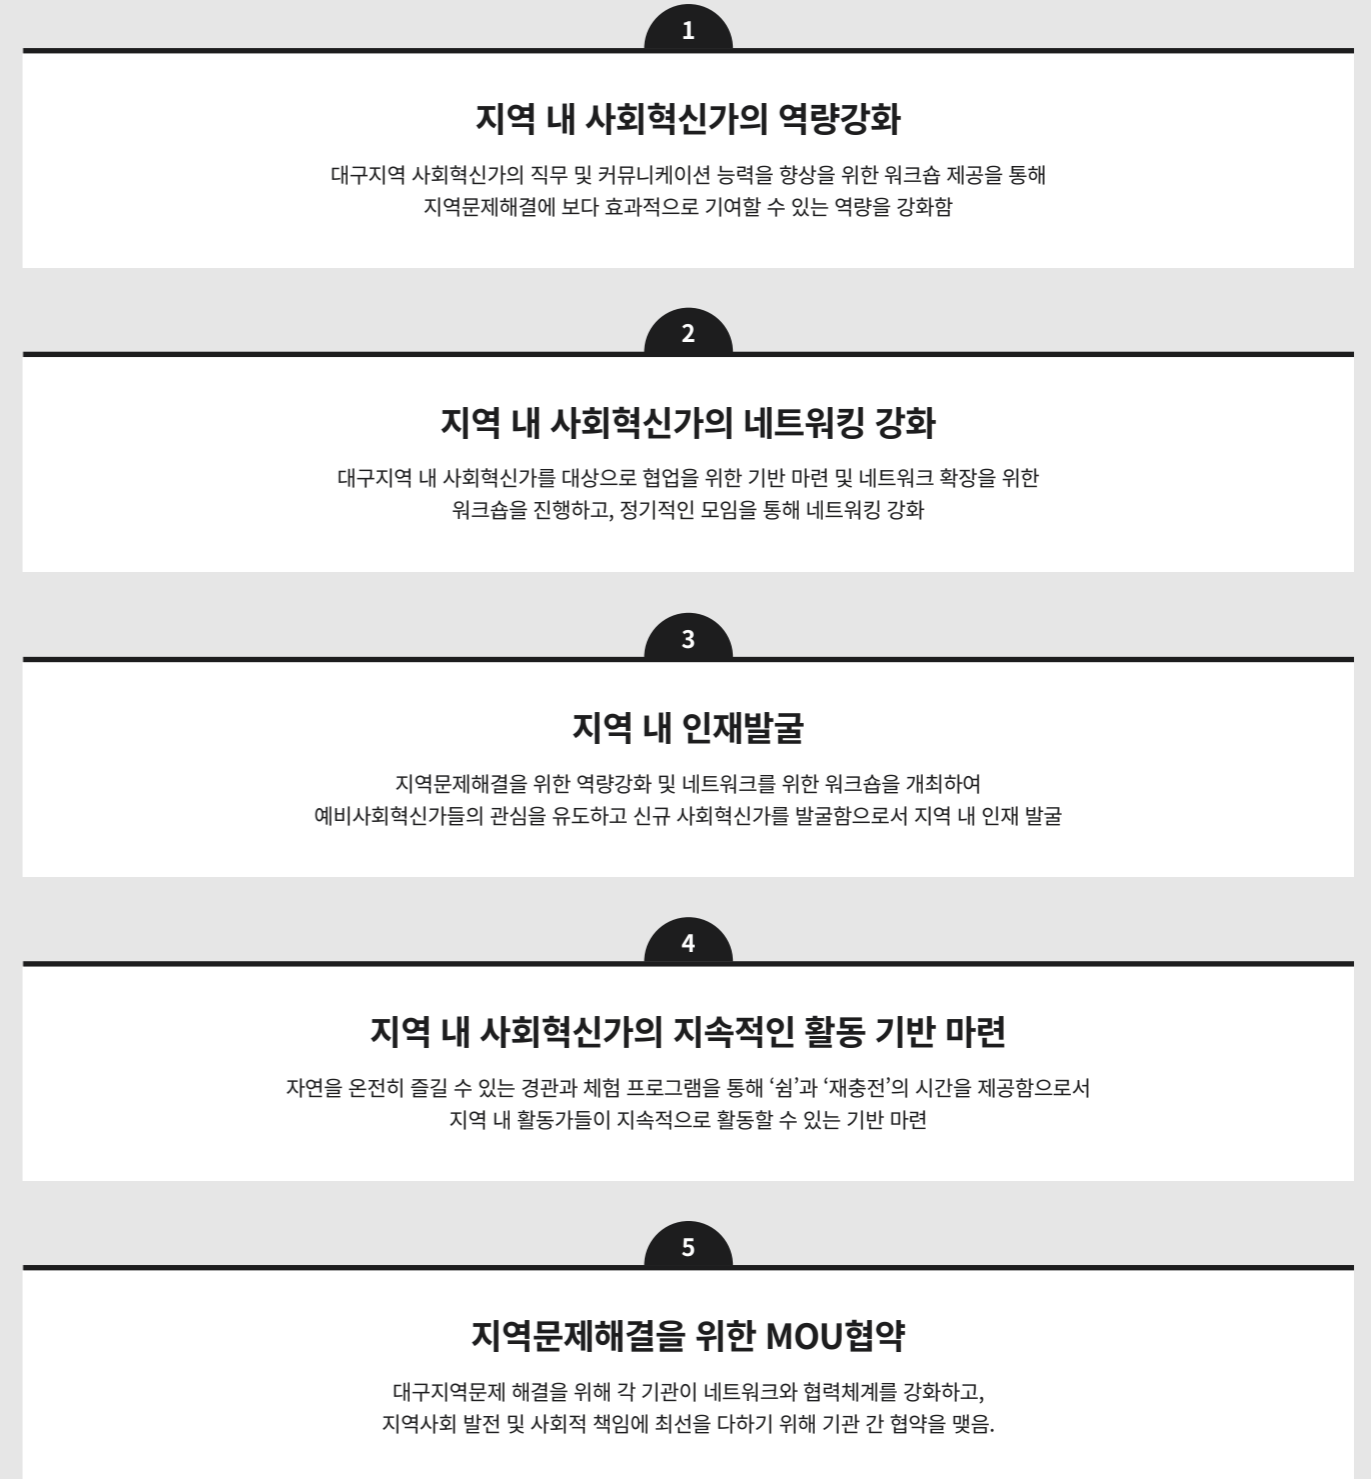 1
지역 내 사회혁신가의 역량강화
대구지역 사회혁신가의 직무 및 커뮤니케이션 능력을 향상을 위한 워크숍 제공을 통해
지역문제해결에 보다 효과적으로 기여할 수 있는 역량을 강화함
2
지역 내 사회혁신가의 네트워킹 강화
대구지역 내 사회혁신가를 대상으로 협업을 위한 기반 마련 및 네트워크 확장을 위한
워크숍을 진행하고, 정기적인 모임을 통해 네트워킹 강화
3
지역 내 인재발굴
지역문제해결을 위한 역량강화 및 네트워크를 위한 워크숍을 개최하여
예비사회혁신가들의 관심을 유도하고 신규 사회혁신가를 발굴함으로서 지역 내 인재 발굴
4
지역 내 사회혁신가의 지속적인 활동 기반 마련
자연을 온전히 즐길 수 있는 경관과 체험 프로그램을 통해 ‘쉼’과 ‘재충전’의 시간을 제공함으로서
지역 내 활동가들이 지속적으로 활동할 수 있는 기반 마련
5
지역문제해결을 위한 MOU협약
대구지역문제 해결을 위해 각 기관이 네트워크와 협력체계를 강화하고,
지역사회 발전 및 사회적 책임에 최선을 다하기 위해 기관 간 협약을 맺음.